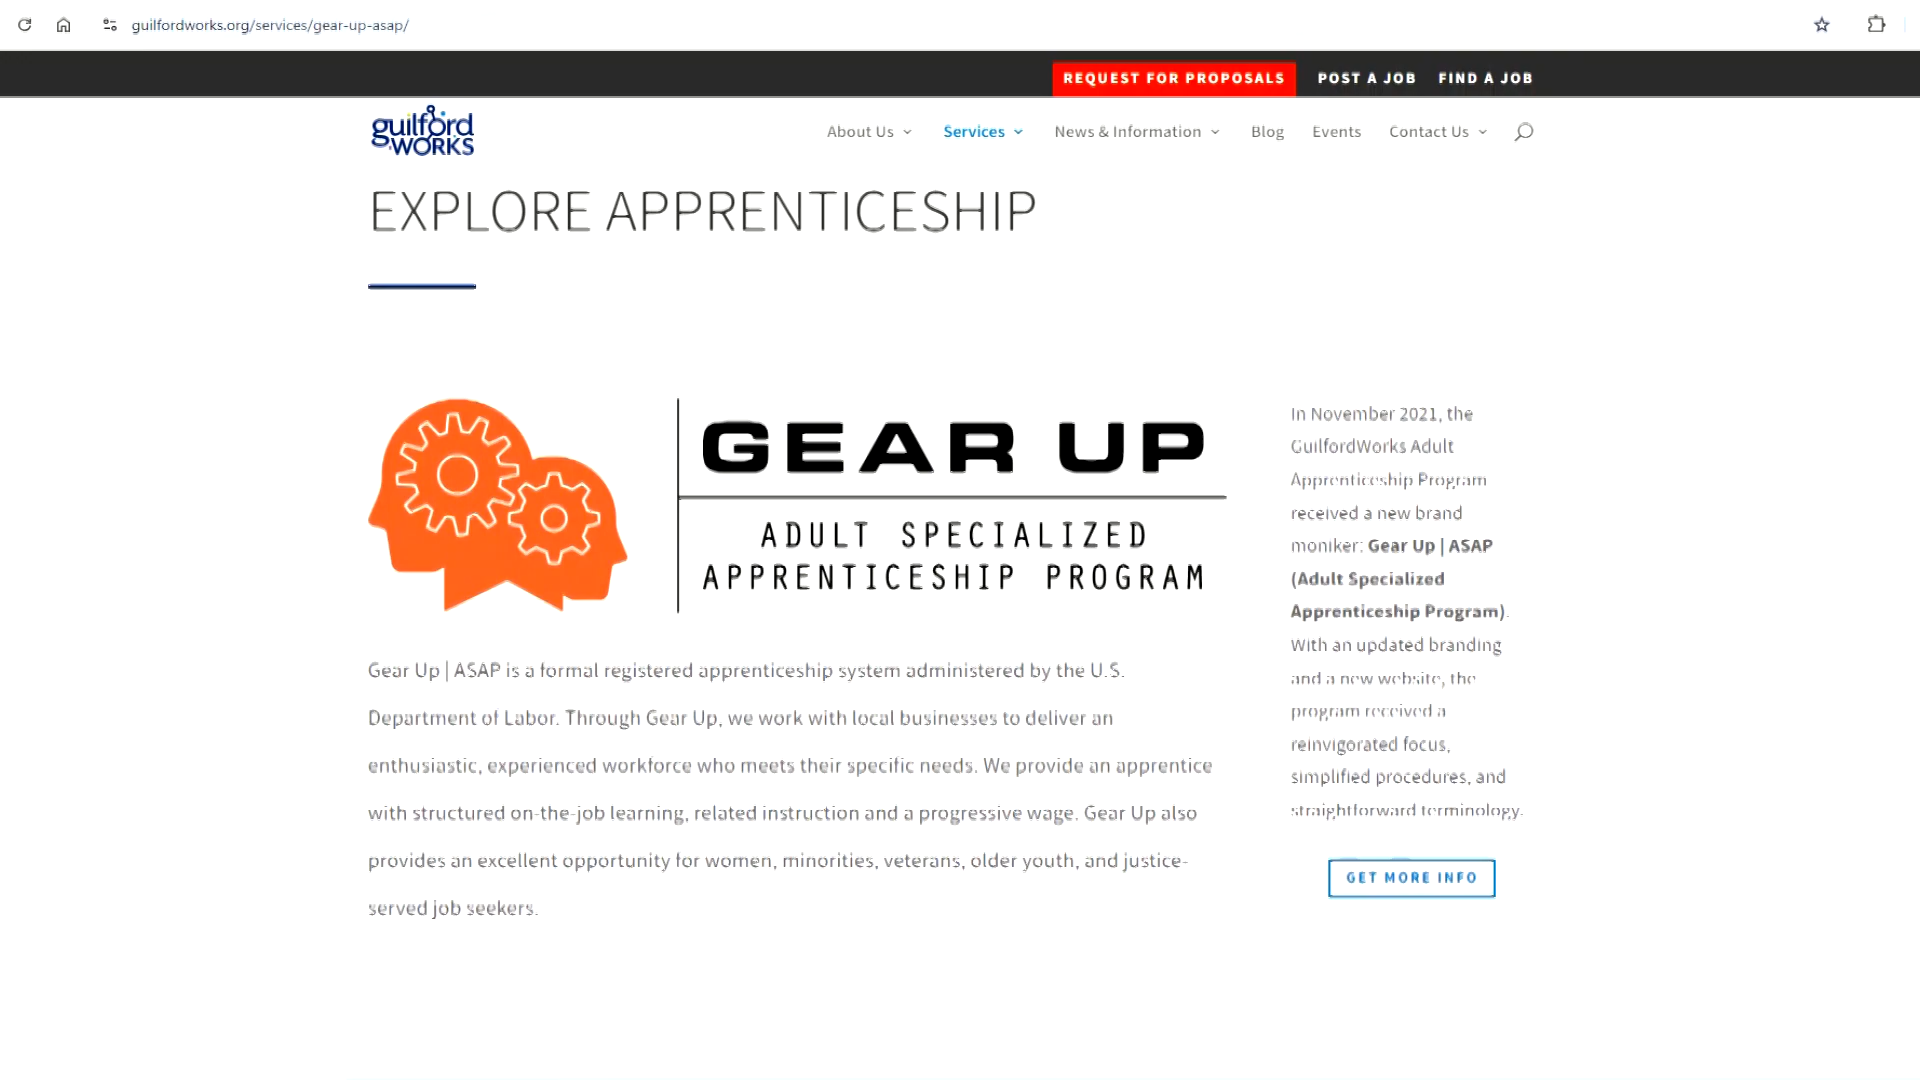 guilfordworks.org/services/gear-up-asap/
REQUEST FOR PROPOSALS POST A JOB FIND A JOB
guilford
WORKS
About Us Services News & Information Blog Events Contact Us
EXPLORE APPRENTICESHIP
GEAR UP
ADULT SPECIALIZED
APPRENTICESHIP PROGRAM
Gear Up | ASAP is a formal registered apprenticeship system administered by the U.S.
Department of Labor. Through Gear Up, we work with local businesses to deliver an
enthusiastic, experienced workforce who meets their specific needs. We provide an apprentice
with structured on-the-job learning, related instruction and a progressive wage. Gear Up also
provides an excellent opportunity for women, minorities, veterans, older youth, and justice-
served job seekers.
In November 2021, the
GuilfordWorks Adult
Apprenticeship Program
received a new brand
moniker: Gear Up | ASAP
(Adult Specialized
Apprenticeship Program).
With an updated branding
and a new website, the
program received a
reinvigorated focus,
simplified procedures, and
straightforward terminology.
GET MORE INFO